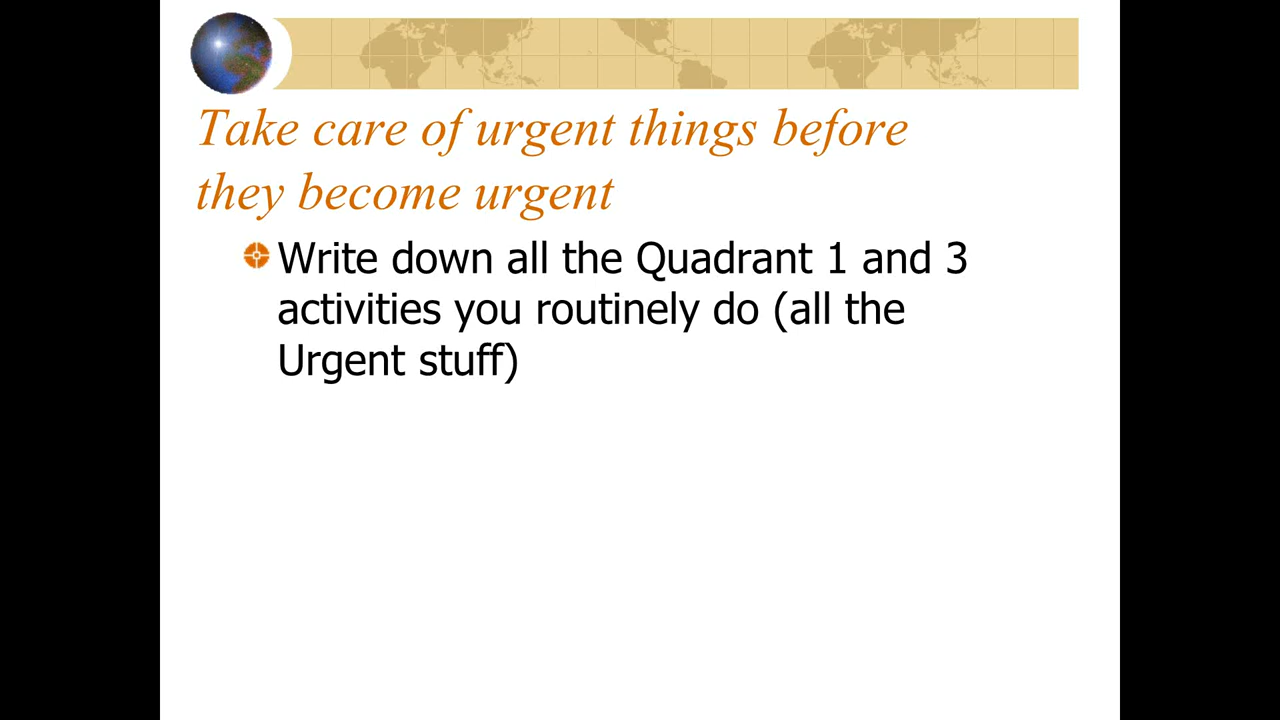 Take care of urgent things before
they become urgent
Write down all the Quadrant 1 and 3
activities you routinely do (all the
Urgent stuff)